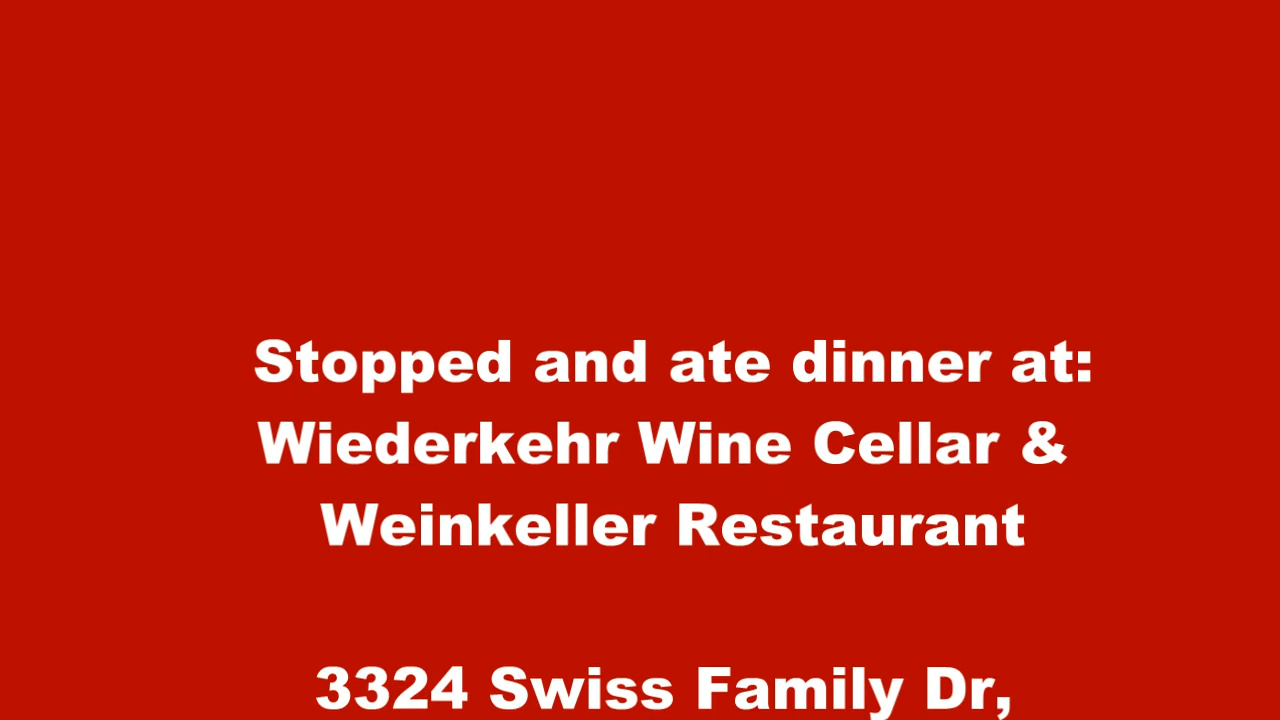 Stopped and ate dinner at:
Wiederkehr Wine Cellar &
Weinkeller Restaurant
3324 Swiss Family Dr,